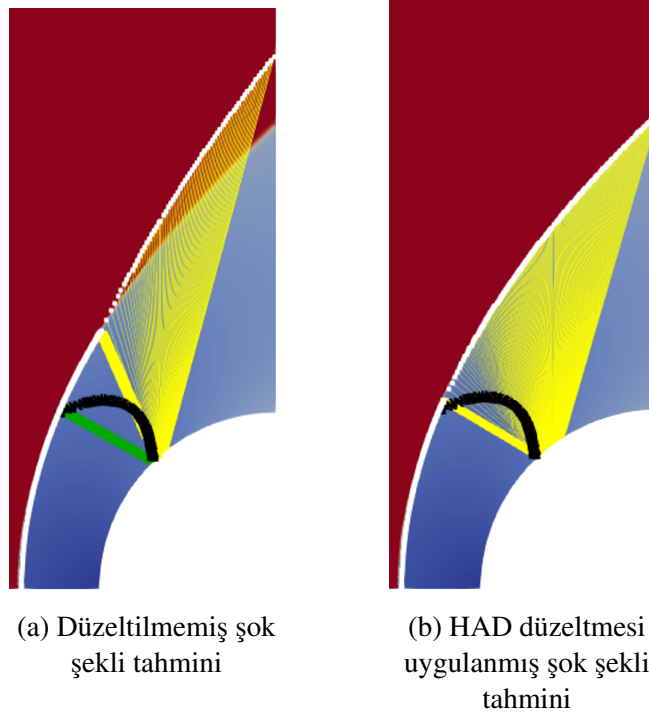 (a) Düzeltilmemiş şok
şekli tahmini
(b) HAD düzeltmesi
uygulanmış şok şekli
tahmini